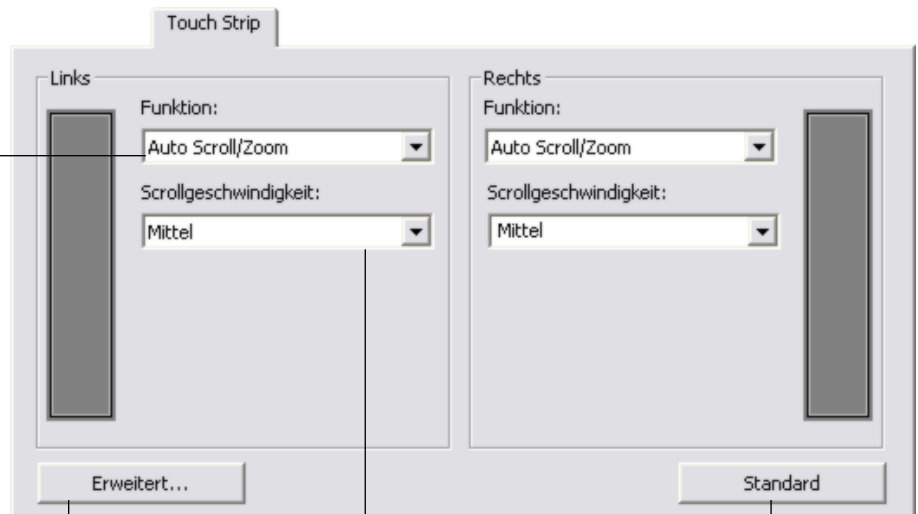 Touch Strip
Links
Funktion:
Auto Scroll/Zoom
Scrollgeschwindigkeit:
Mittel
Rechts
Funktion:
Auto Scroll/Zoom
Scrollgeschwindigkeit:
Mittel
Erweitert...
Standard